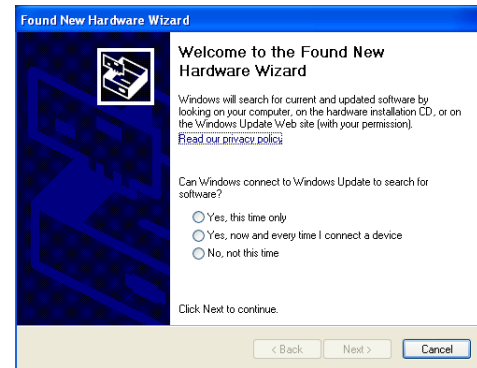 Found New Hardware Wizard
Welcome to the Found New
Hardware Wizard
Windows will search for current and updated software by
looking on your computer, on the hardware installation CD, or on
the Windows Update Web site (with your permission).
Read our privacy policy
Can Windows connect to Windows Update to search for
software?
Yes, this time only
Yes, now and every time I connect a device
No, not this time
Click Next to continue.
< Back
Next >
Cancel